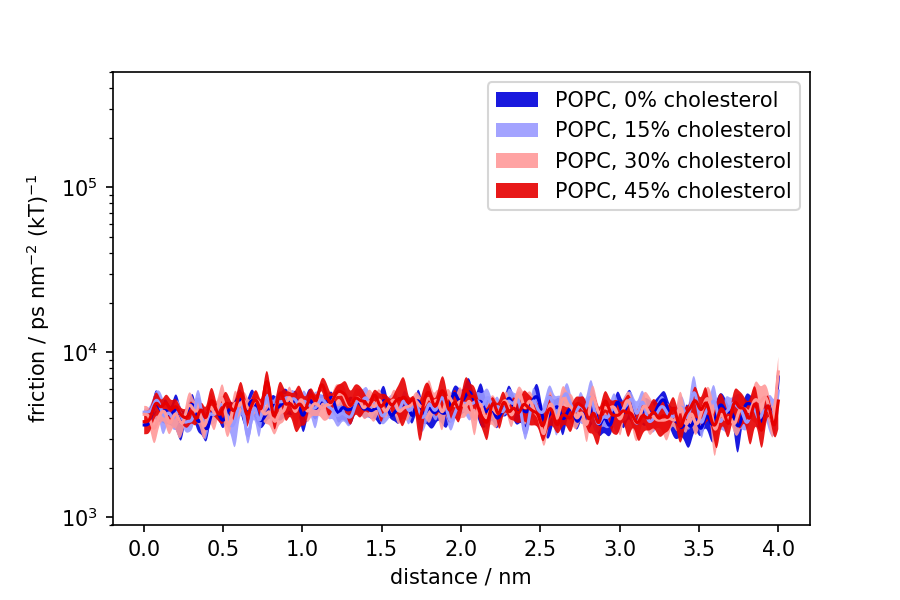 POPC, 0% cholesterol
POPC, 15% cholesterol
POPC, 30% cholesterol
POPC, 45% cholesterol
friction / ps nm⁻² (kT)⁻¹
10⁵
10⁴
10³
0.0 0.5 1.0 1.5 2.0 2.5 3.0 3.5 4.0
distance / nm